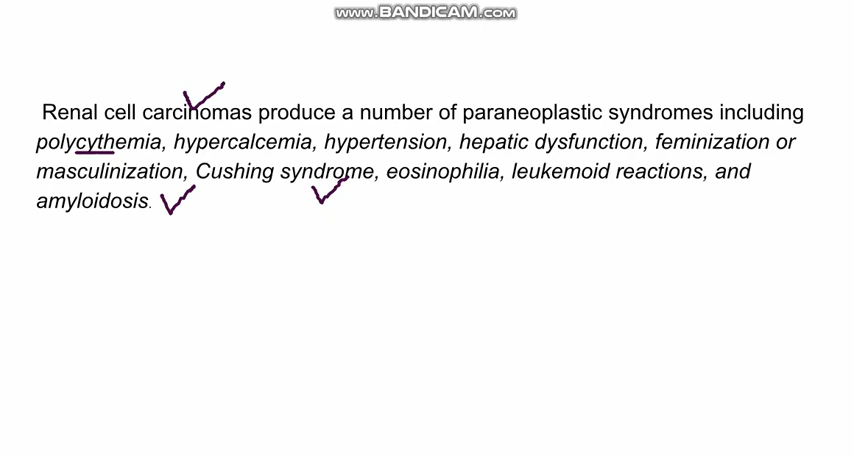 www.BANDICAM.com
Renal cell carcinomas produce a number of paraneoplastic syndromes including
polycythemia, hypercalcemia, hypertension, hepatic dysfunction, feminization or
masculinization, Cushing syndrome, eosinophilia, leukemoid reactions, and
amyloidosis.